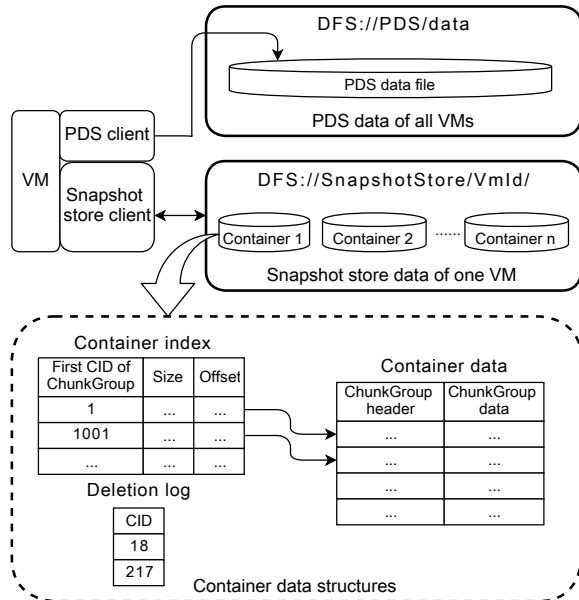 DFS://PDS/data
PDS data file
PDS data of all VMs
VM
PDS client
Snapshot
store client
DFS://SnapshotStore/VmId/
Container 1
Container 2
......
Container n
Snapshot store data of one VM
Container index
First CID of
ChunkGroup
Size
Offset
1
...
...
1001
...
...
...
...
...
Deletion log
CID
18
217
Container data
ChunkGroup
header
ChunkGroup
data
...
...
...
...
...
...
...
...
Container data structures